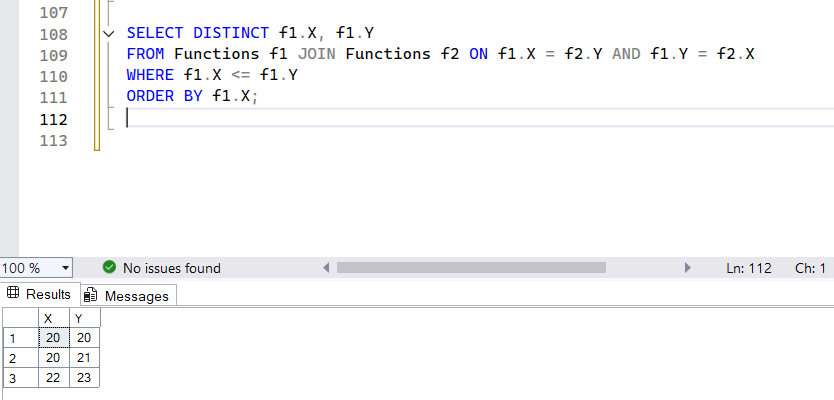 107
108 SELECT DISTINCT f1.X, f1.Y
109 FROM Functions f1 JOIN Functions f2 ON f1.X = f2.Y AND f1.Y = f2.X
110 WHERE f1.X <= f1.Y
111 ORDER BY f1.X;
112
113
100 % No issues found Ln: 112 Ch: 1
Results Messages
X Y
1 20 20
2 20 21
3 22 23